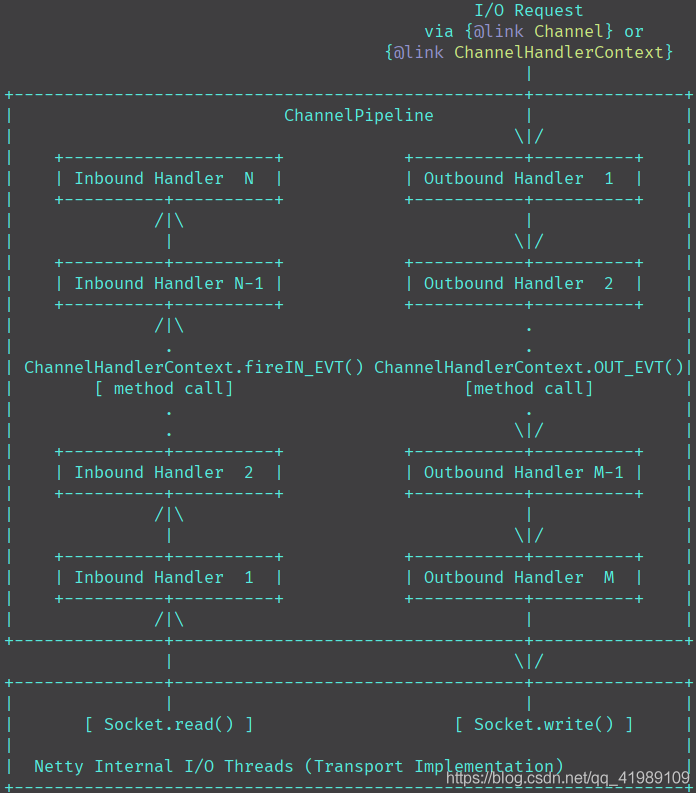 I/O Request
via {@link Channel} or
{@link ChannelHandlerContext}
ChannelPipeline
Inbound Handler N
Outbound Handler 1
Inbound Handler N-1
Outbound Handler 2
ChannelHandlerContext.fireIN_EVT() ChannelHandlerContext.OUT_EVT()
[ method call] [method call]
Inbound Handler 2
Outbound Handler M-1
Inbound Handler 1
Outbound Handler M
[ Socket.read() ] [ Socket.write() ]
Netty Internal I/O Threads (Transport Implementation)
https://blog.csdn.net/qq_41989109